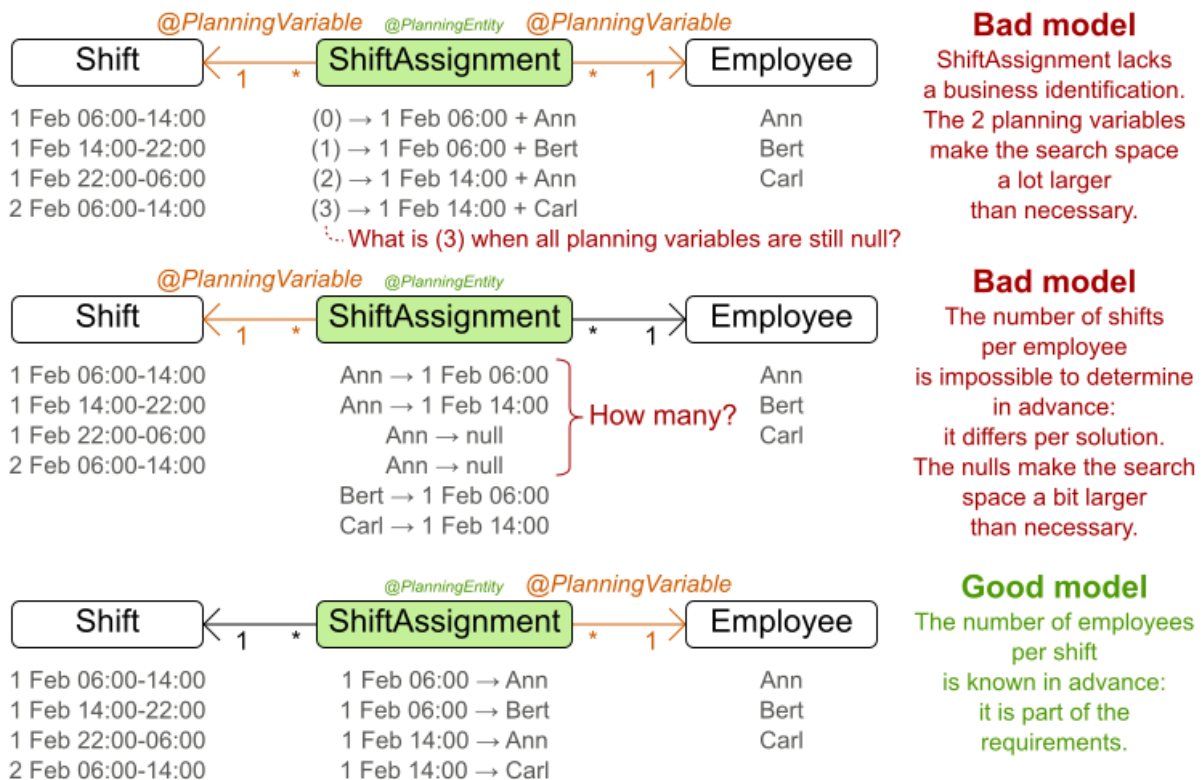 @PlanningVariable @PlanningEntity @PlanningVariable
Shift 1 * ShiftAssignment * 1 Employee
1 Feb 06:00-14:00 (0) → 1 Feb 06:00 + Ann Ann
1 Feb 14:00-22:00 (1) → 1 Feb 06:00 + Bert Bert
1 Feb 22:00-06:00 (2) → 1 Feb 14:00 + Ann Carl
2 Feb 06:00-14:00 (3) → 1 Feb 14:00 + Carl
What is (3) when all planning variables are still null?
Bad model
ShiftAssignment lacks
a business identification.
The 2 planning variables
make the search space
a lot larger
than necessary.
@PlanningVariable @PlanningEntity
Shift 1 * ShiftAssignment * 1 Employee
1 Feb 06:00-14:00 Ann → 1 Feb 06:00 Ann
1 Feb 14:00-22:00 Ann → 1 Feb 14:00 Bert
1 Feb 22:00-06:00 Ann → null Carl
2 Feb 06:00-14:00 Ann → null
How many?
Bert → 1 Feb 06:00
Carl → 1 Feb 14:00
Bad model
The number of shifts
per employee
is impossible to determine
in advance:
it differs per solution.
The nulls make the search
space a bit larger
than necessary.
@PlanningEntity @PlanningVariable
Shift 1 * ShiftAssignment * 1 Employee
1 Feb 06:00-14:00 1 Feb 06:00 → Ann Ann
1 Feb 14:00-22:00 1 Feb 06:00 → Bert Bert
1 Feb 22:00-06:00 1 Feb 14:00 → Ann Carl
2 Feb 06:00-14:00 1 Feb 14:00 → Carl
Good model
The number of employees
per shift
is known in advance:
it is part of the
requirements.